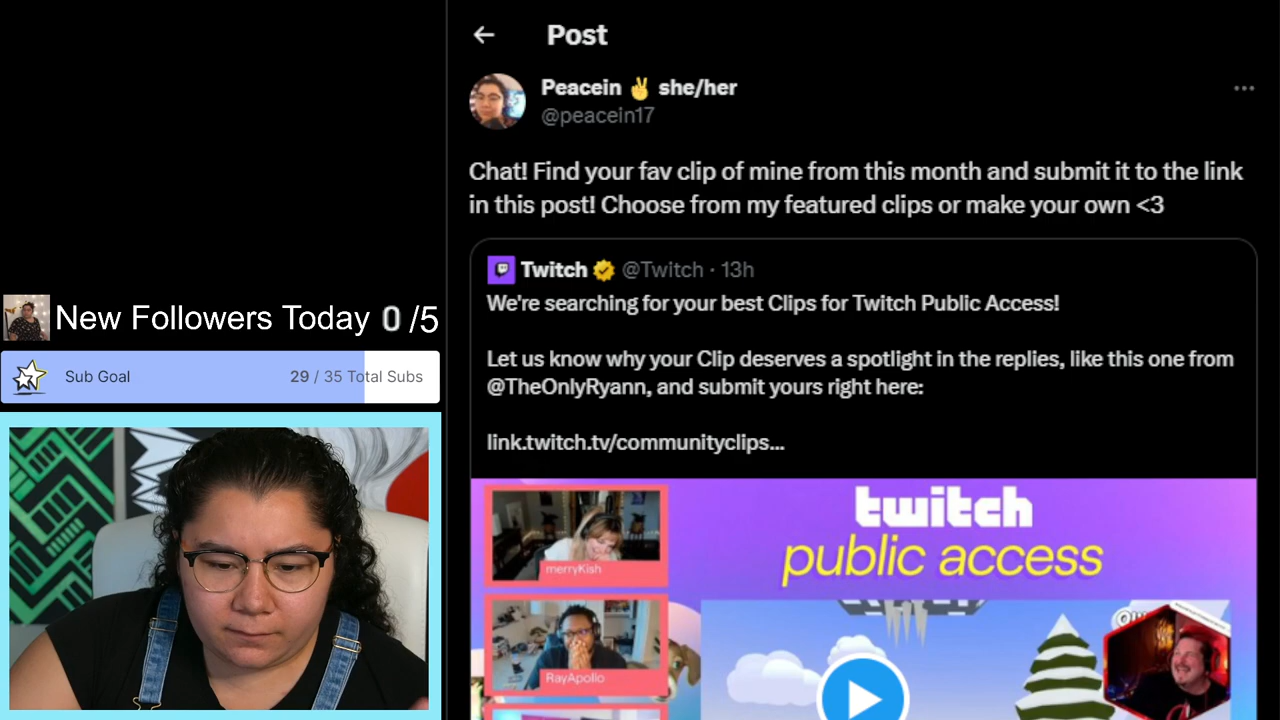 Post
Peacein ✌️ she/her
@peacein17
Chat! Find your fav clip of mine from this month and submit it to the link
in this post! Choose from my featured clips or make your own <3
Twitch @Twitch · 13h
We're searching for your best Clips for Twitch Public Access!
Let us know why your Clip deserves a spotlight in the replies, like this one from
@TheOnlyRyann, and submit yours right here:
link.twitch.tv/communityclips...
New Followers Today 0 /5
Sub Goal 29 / 35 Total Subs
twitch
public access
merryKish
RayApollo